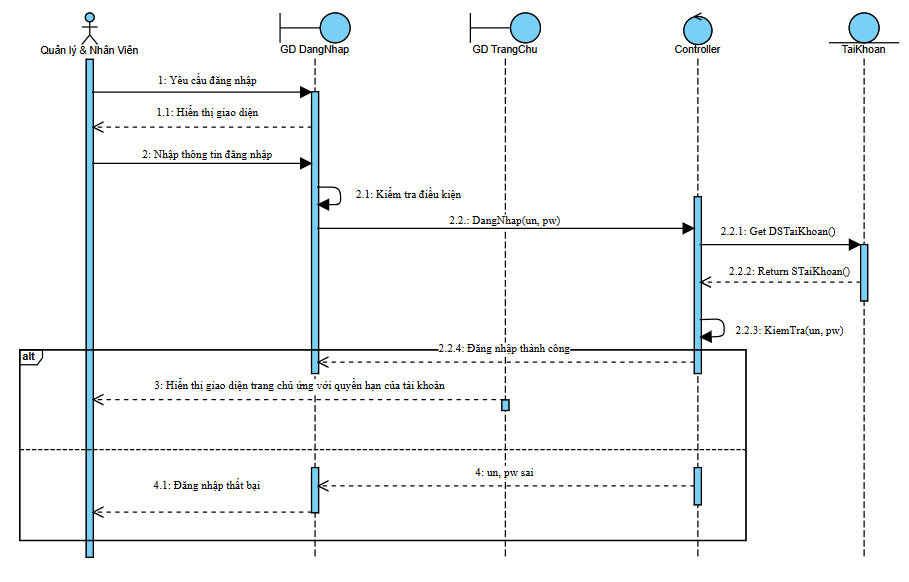 Quản lý & Nhân Viên
GD DangNhap
GD TrangChu
Controller
TaiKhoan
1: Yêu cầu đăng nhập
1.1: Hiển thị giao diện
2: Nhập thông tin đăng nhập
2.1: Kiểm tra điều kiện
2.2.: DangNhap(un, pw)
2.2.1: Get DSTaiKhoan()
2.2.2: Return STaiKhoan()
2.2.3: KiemTra(un, pw)
alt
2.2.4: Đăng nhập thành công
3: Hiển thị giao diện trang chủ ứng với quyền hạn của tài khoản
4: un, pw sai
4.1: Đăng nhập thất bại